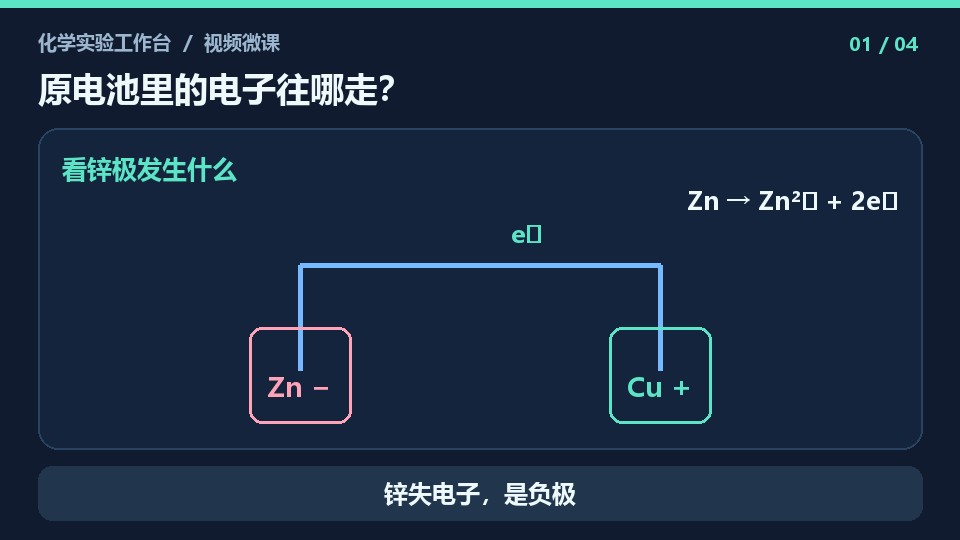 化学实验工作台 / 视频微课
01 / 04
原电池里的电子往哪走？
看锌极发生什么
Zn → Zn²▯ + 2e▯
e▯
Zn −
Cu +
锌失电子，是负极